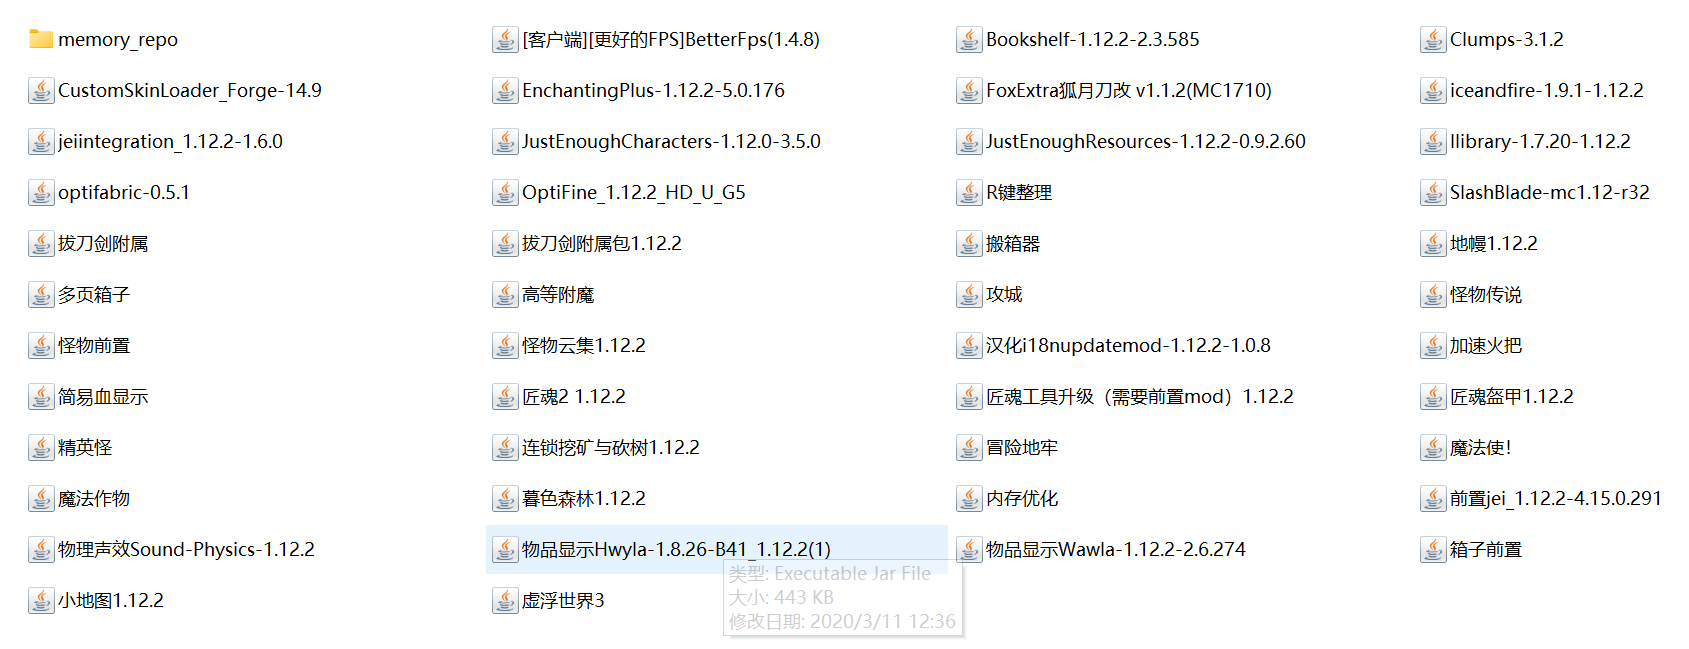 memory_repo
[客户端][更好的FPS]BetterFps(1.4.8)
Bookshelf-1.12.2-2.3.585
Clumps-3.1.2
CustomSkinLoader_Forge-14.9
EnchantingPlus-1.12.2-5.0.176
FoxExtra狐月刀改 v1.1.2(MC1710)
iceandfire-1.9.1-1.12.2
jeiintegration_1.12.2-1.6.0
JustEnoughCharacters-1.12.0-3.5.0
JustEnoughResources-1.12.2-0.9.2.60
llibrary-1.7.20-1.12.2
optifabric-0.5.1
OptiFine_1.12.2_HD_U_G5
R键整理
SlashBlade-mc1.12-r32
拔刀剑附属
拔刀剑附属包1.12.2
搬箱器
地幔1.12.2
多页箱子
高等附魔
攻城
怪物传说
怪物前置
怪物云集1.12.2
汉化i18nupdatemod-1.12.2-1.0.8
加速火把
简易血显示
匠魂2 1.12.2
匠魂工具升级（需要前置mod）1.12.2
匠魂盔甲1.12.2
精英怪
连锁挖矿与砍树1.12.2
冒险地牢
魔法使！
魔法作物
暮色森林1.12.2
内存优化
前置jei_1.12.2-4.15.0.291
物理声效Sound-Physics-1.12.2
物品显示Hwyla-1.8.26-B41_1.12.2(1)
物品显示Wawla-1.12.2-2.6.274
箱子前置
类型: Executable Jar File
大小: 443 KB
修改日期: 2020/3/11 12:36
小地图1.12.2
虚浮世界3